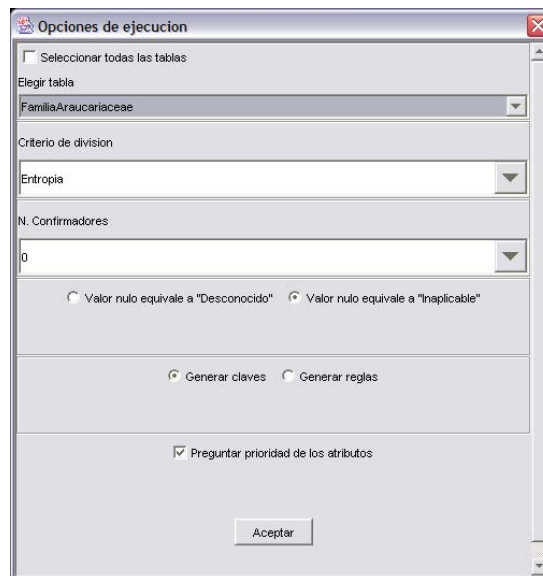 Opciones de ejecucion
Seleccionar todas las tablas
Elegir tabla
FamiliaAraucariaceae
Criterio de division
Entropia
N. Confirmadores
0
Valor nulo equivale a "Desconocido" Valor nulo equivale a "Inaplicable"
Generar claves Generar reglas
Preguntar prioridad de los atributos
Aceptar